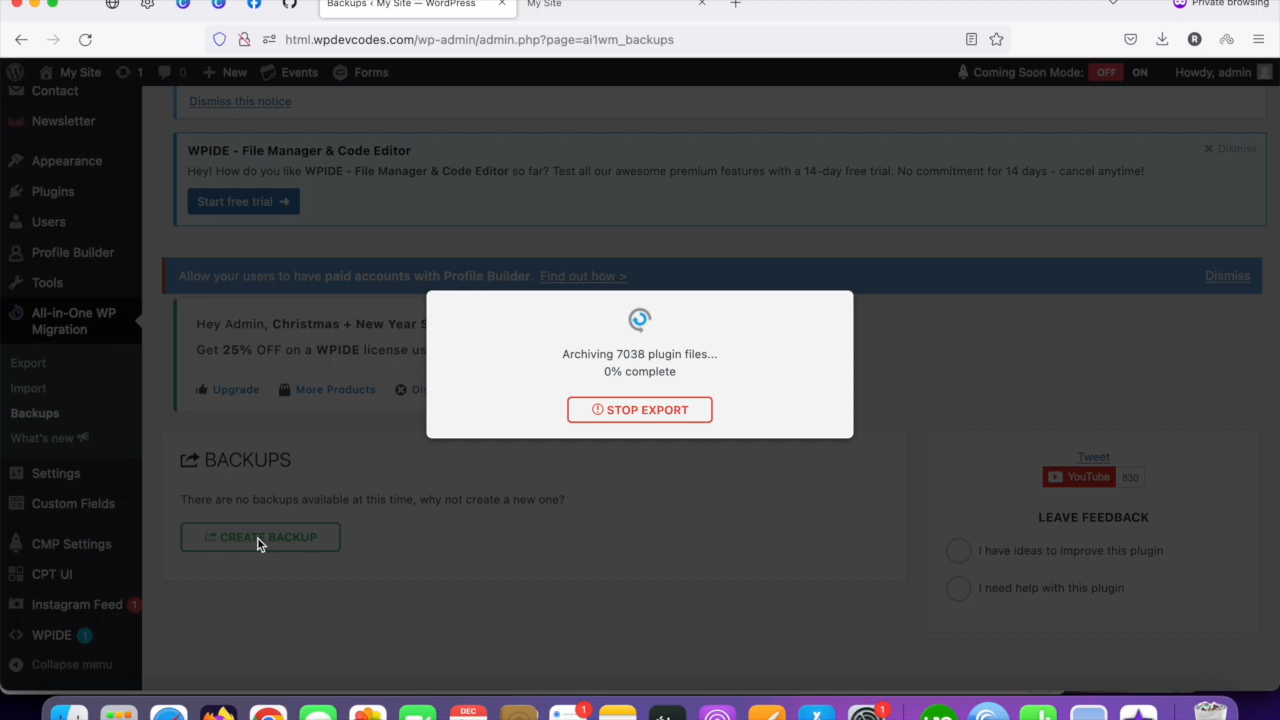 Backups ‹ My Site — WordPress
My Site
Private browsing
html.wpdevcodes.com/wp-admin/admin.php?page=ai1wm_backups
R
My Site
1
0
New
Events
Forms
Coming Soon Mode:
OFF
ON
Howdy, admin
Contact
Newsletter
Appearance
Plugins
Users
Profile Builder
Tools
All-in-One WP
Migration
Export
Import
Backups
What's new
Settings
Custom Fields
CMP Settings
CPT UI
Instagram Feed 1
WPIDE 1
Collapse menu
Dismiss this notice
WPIDE - File Manager & Code Editor
Dismiss
Hey! How do you like WPIDE - File Manager & Code Editor so far? Test all our awesome premium features with a 14-day free trial. No commitment for 14 days - cancel anytime!
Start free trial
Allow your users to have paid accounts with Profile Builder. Find out how >
Dismiss
Hey Admin, Christmas + New Year S
Get 25% OFF on a WPIDE license us
Upgrade
More Products
Archiving 7038 plugin files...
0% complete
STOP EXPORT
BACKUPS
There are no backups available at this time, why not create a new one?
CREATE BACKUP
Tweet
YouTube
830
LEAVE FEEDBACK
I have ideas to improve this plugin
I need help with this plugin
DEC
1
1